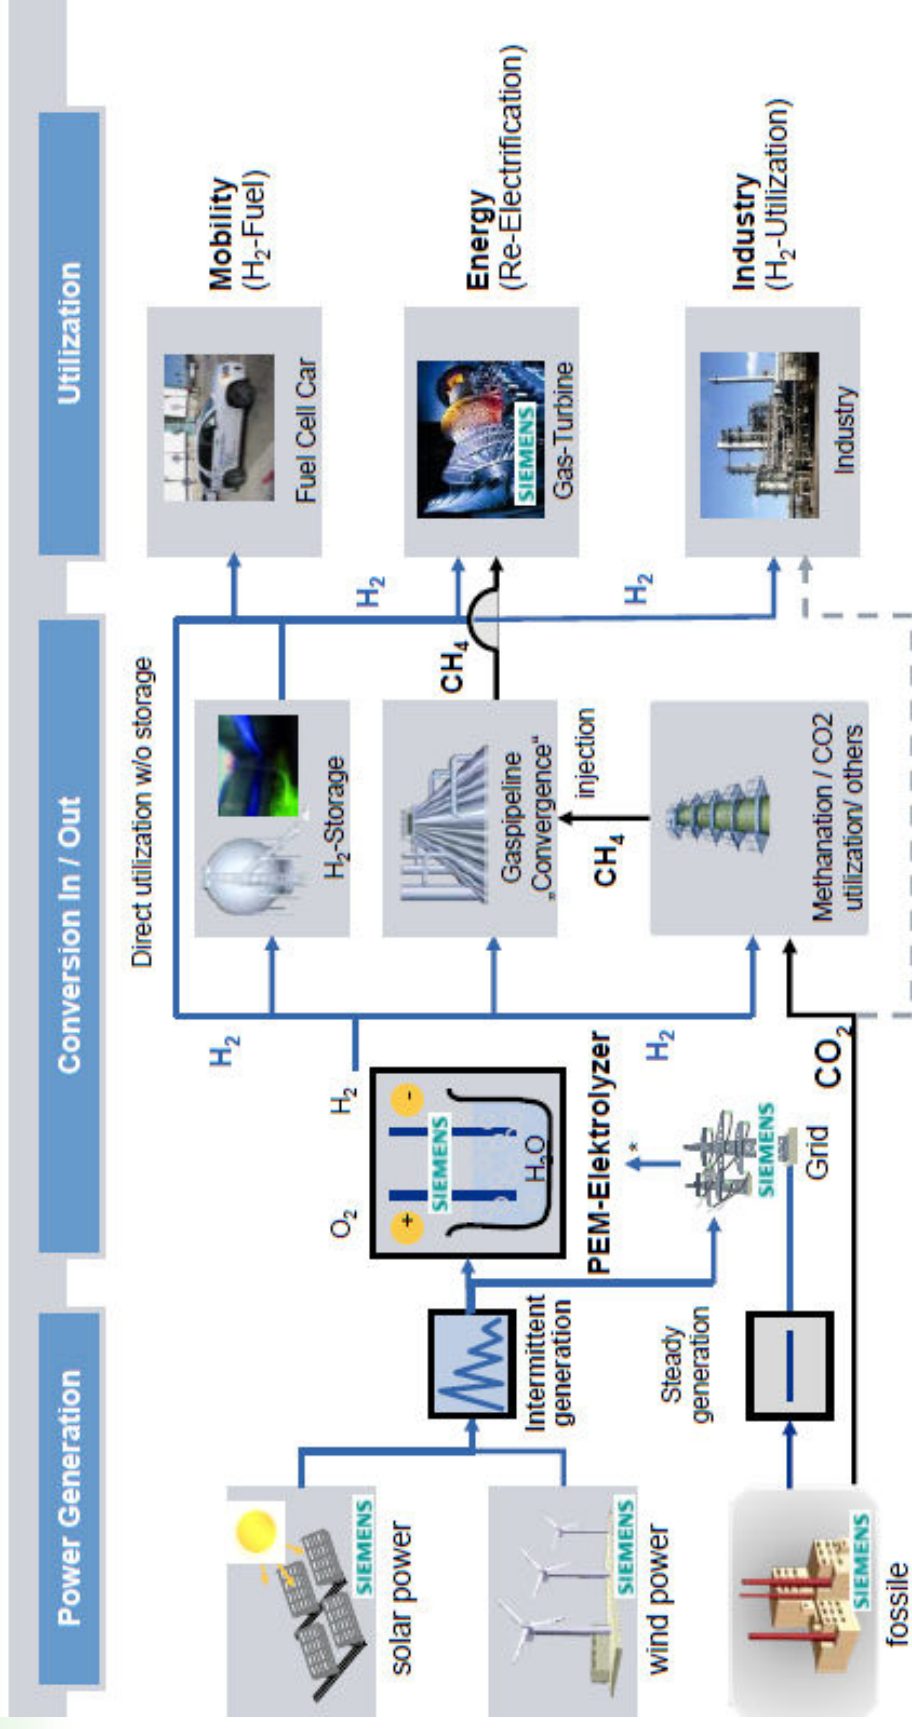 Power Generation
Conversion In / Out
Utilization
solar power
SIEMENS
wind power
SIEMENS
fossile
SIEMENS
Intermittent
generation
Steady
generation
O2
H2
+
-
SIEMENS
H2O
PEM-Elektrolyzer
*
SIEMENS
Grid
CO2
H2
H2
Direct utilization w/o storage
H2-Storage
Gaspipeline
„Convergence“
CH4
injection
Methanation / CO2
utilization/ others
CH4
H2
H2
Fuel Cell Car
Mobility
(H2-Fuel)
SIEMENS
Gas-Turbine
Energy
(Re-Electrification)
Industry
Industry
(H2-Utilization)